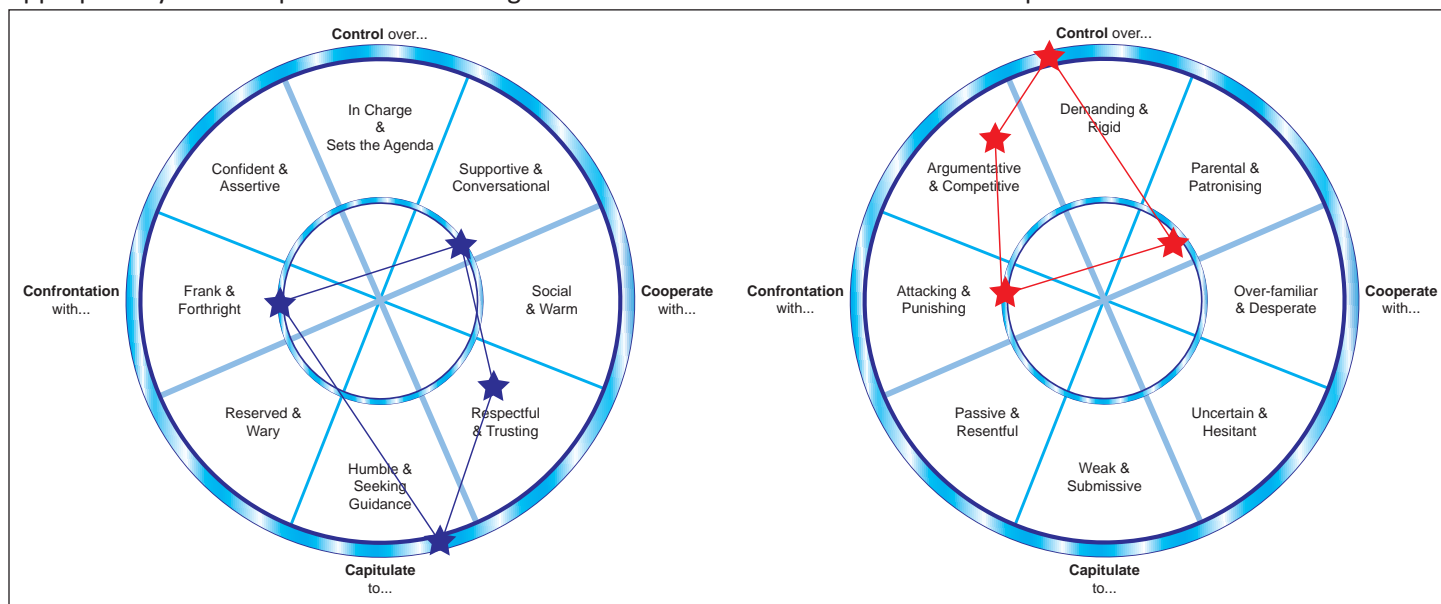 Control over...
In Charge
&
Sets the Agenda
Confident &
Assertive
Supportive &
Conversational
Confrontation
with...
Frank &
Forthright
Social
& Warm
Cooperate
with...
Reserved &
Wary
Respectful
& Trusting
Humble &
Seeking
Guidance
Capitulate
to...
Control over...
Demanding &
Rigid
Argumentative
& Competitive
Parental &
Patronising
Confrontation
with...
Attacking &
Punishing
Over-familiar
& Desperate
Cooperate
with...
Passive &
Resentful
Uncertain &
Hesitant
Weak &
Submissive
Capitulate
to...